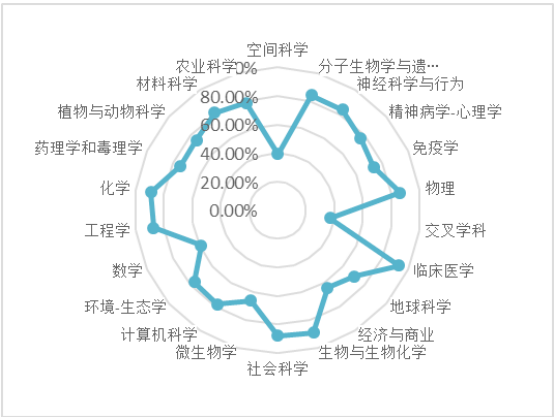 空间科学
分子生物学与遗…
神经科学与行为
精神病学-心理学
免疫学
物理
交叉学科
临床医学
地球科学
经济与商业
生物与生物化学
社会科学
微生物学
计算机科学
环境-生态学
数学
工程学
化学
药理学和毒理学
植物与动物科学
材料科学
农业科学
0%
80.00%
60.00%
40.00%
20.00%
0.00%